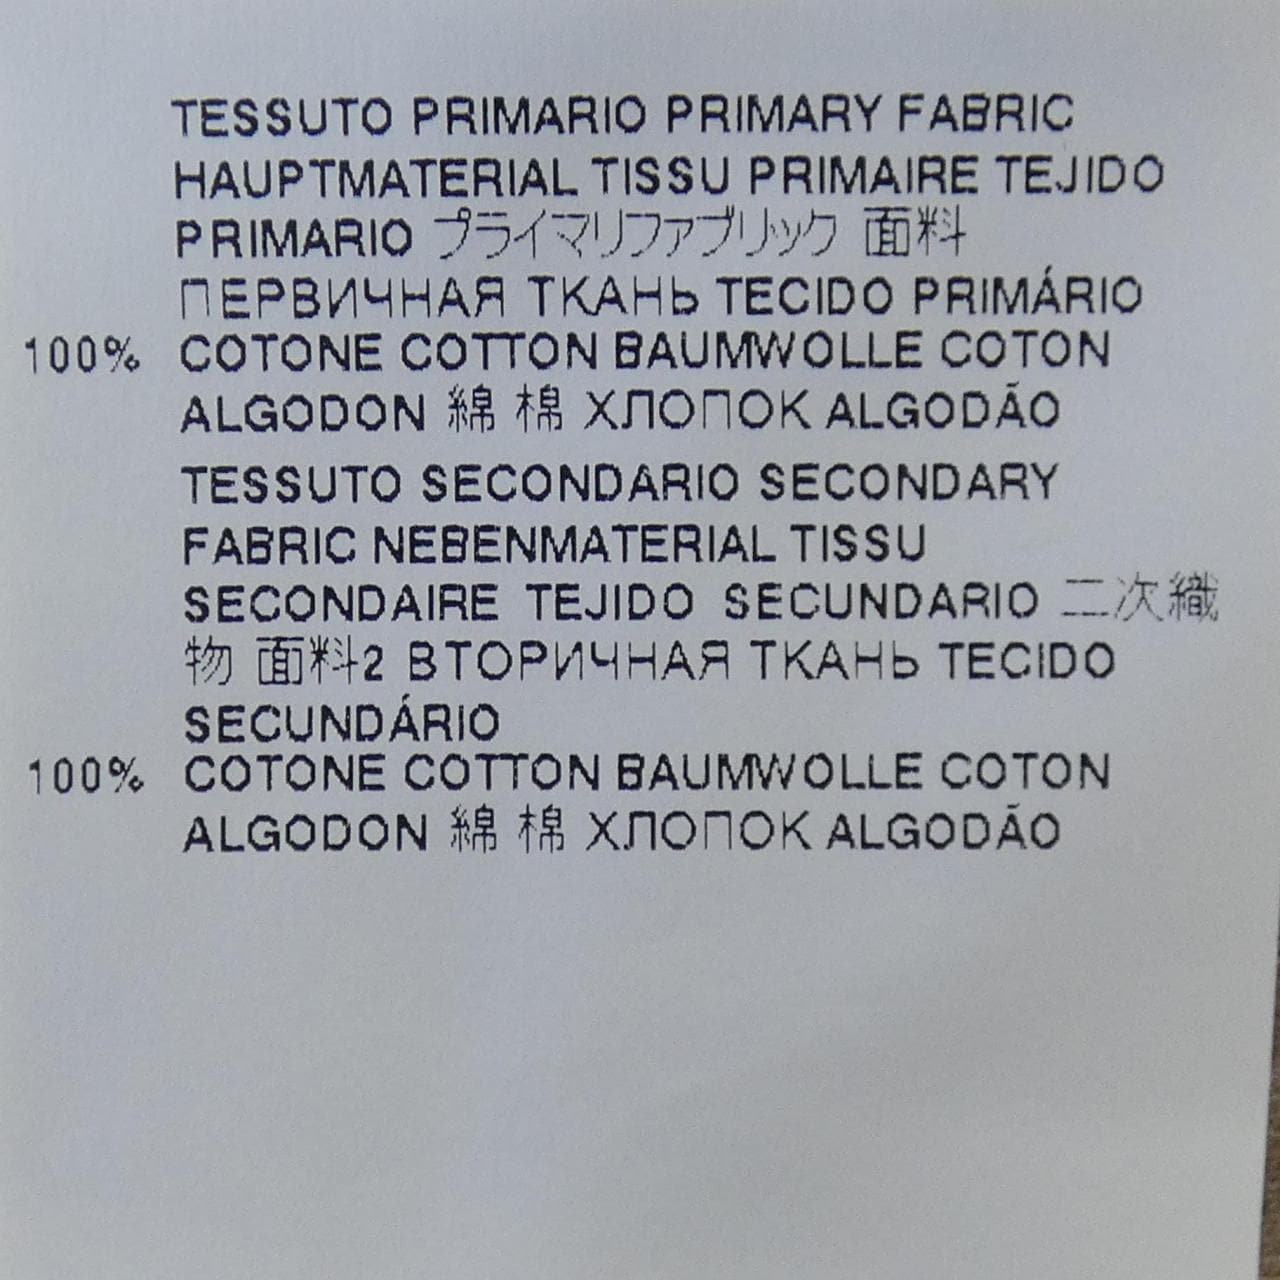 TESSUTO PRIMARIO PRIMARY FABRIC
HAUPTMATERIAL TISSU PRIMAIRE TEJIDO
PRIMARIO プライマリファブリック 面料
ПЕРВИЧНАЯ ТКАНЬ TECIDO PRIMÁRIO
100% COTONE COTTON BAUMWOLLE COTON
ALGODON 綿 棉 ХЛОПОК ALGODÃO
TESSUTO SECONDARIO SECONDARY
FABRIC NEBENMATERIAL TISSU
SECONDAIRE TEJIDO SECUNDARIO 二次織
物 面料2 ВТОРИЧНАЯ ТКАНЬ TECIDO
SECUNDÁRIO
100% COTONE COTTON BAUMWOLLE COTON
ALGODON 綿 棉 ХЛОПОК ALGODÃO